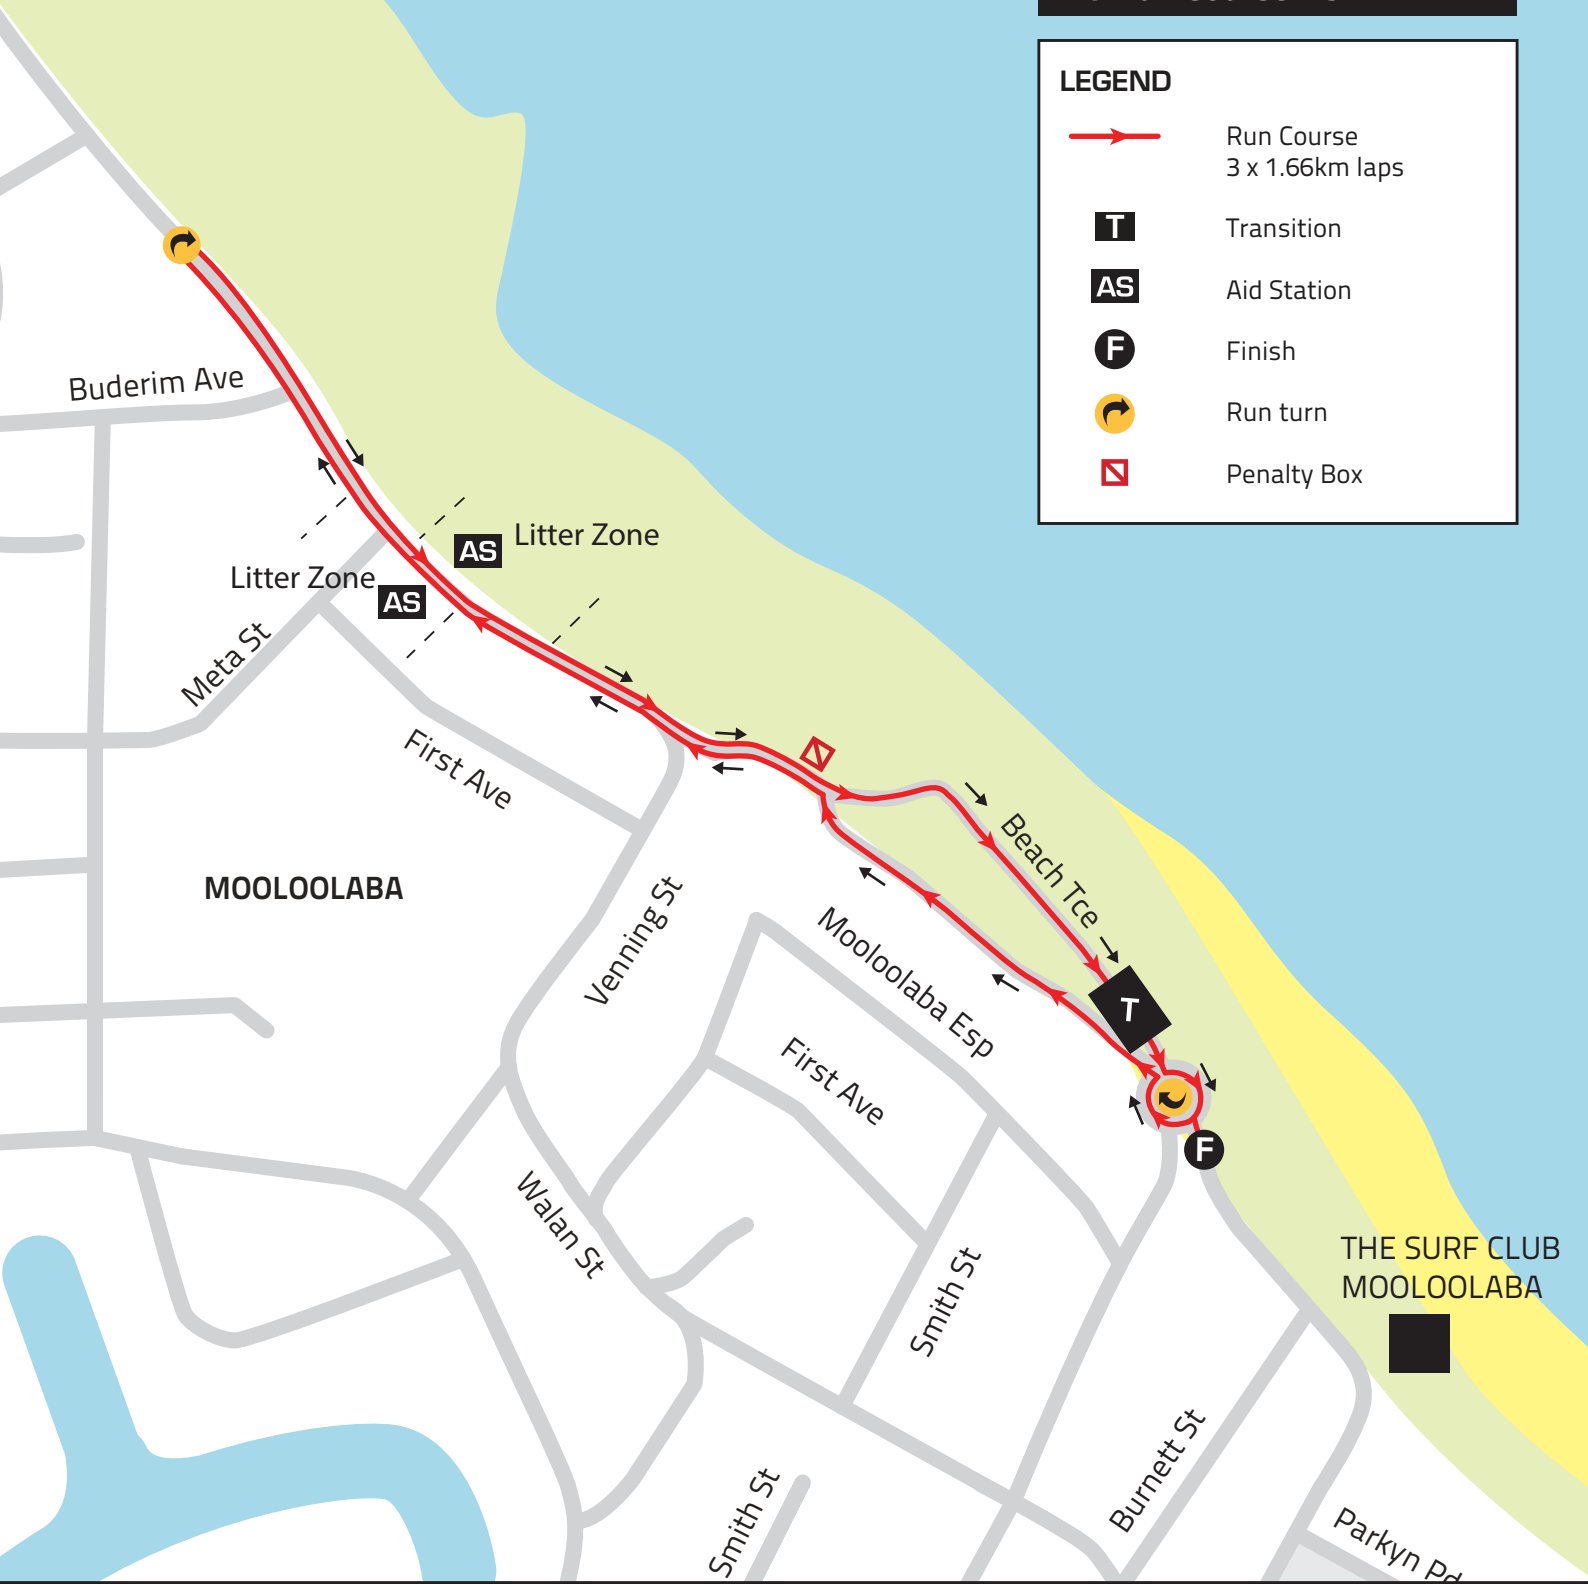 LEGEND
Run Course
3 x 1.66km laps
T
Transition
AS
Aid Station
F
Finish
Run turn
Penalty Box
Buderim Ave
AS
Litter Zone
Litter Zone
AS
Meta St
First Ave
MOOLOOLABA
Beach Tce
Venning St
Mooloolaba Esp
T
First Ave
F
Walan St
Smith St
THE SURF CLUB
MOOLOOLABA
Burnett St
Smith St
Parkyn Pd